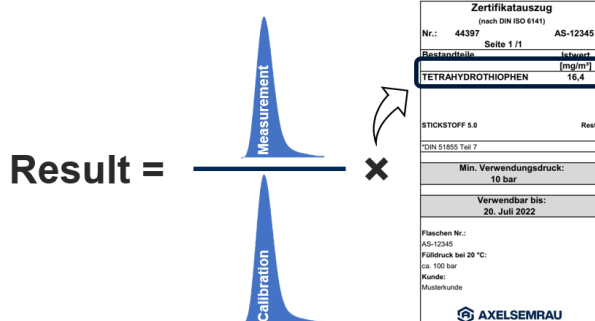 Result =
Measurement
Calibration
×
Zertifikatauszug
(nach DIN ISO 6141)
Nr.: 44397 AS-12345
Seite 1 /1
Bestandteile Istwert
[mg/m³]
TETRAHYDROTHIOPHEN 16,4
STICKSTOFF 5.0 Rest
*DIN 51855 Teil 7
Min. Verwendungsdruck:
10 bar
Verwendbar bis:
20. Juli 2022
Flaschen Nr.:
AS-12345
Fülldruck bei 20 °C:
ca. 100 bar
Kunde:
Musterkunde
AXELSEMRAU